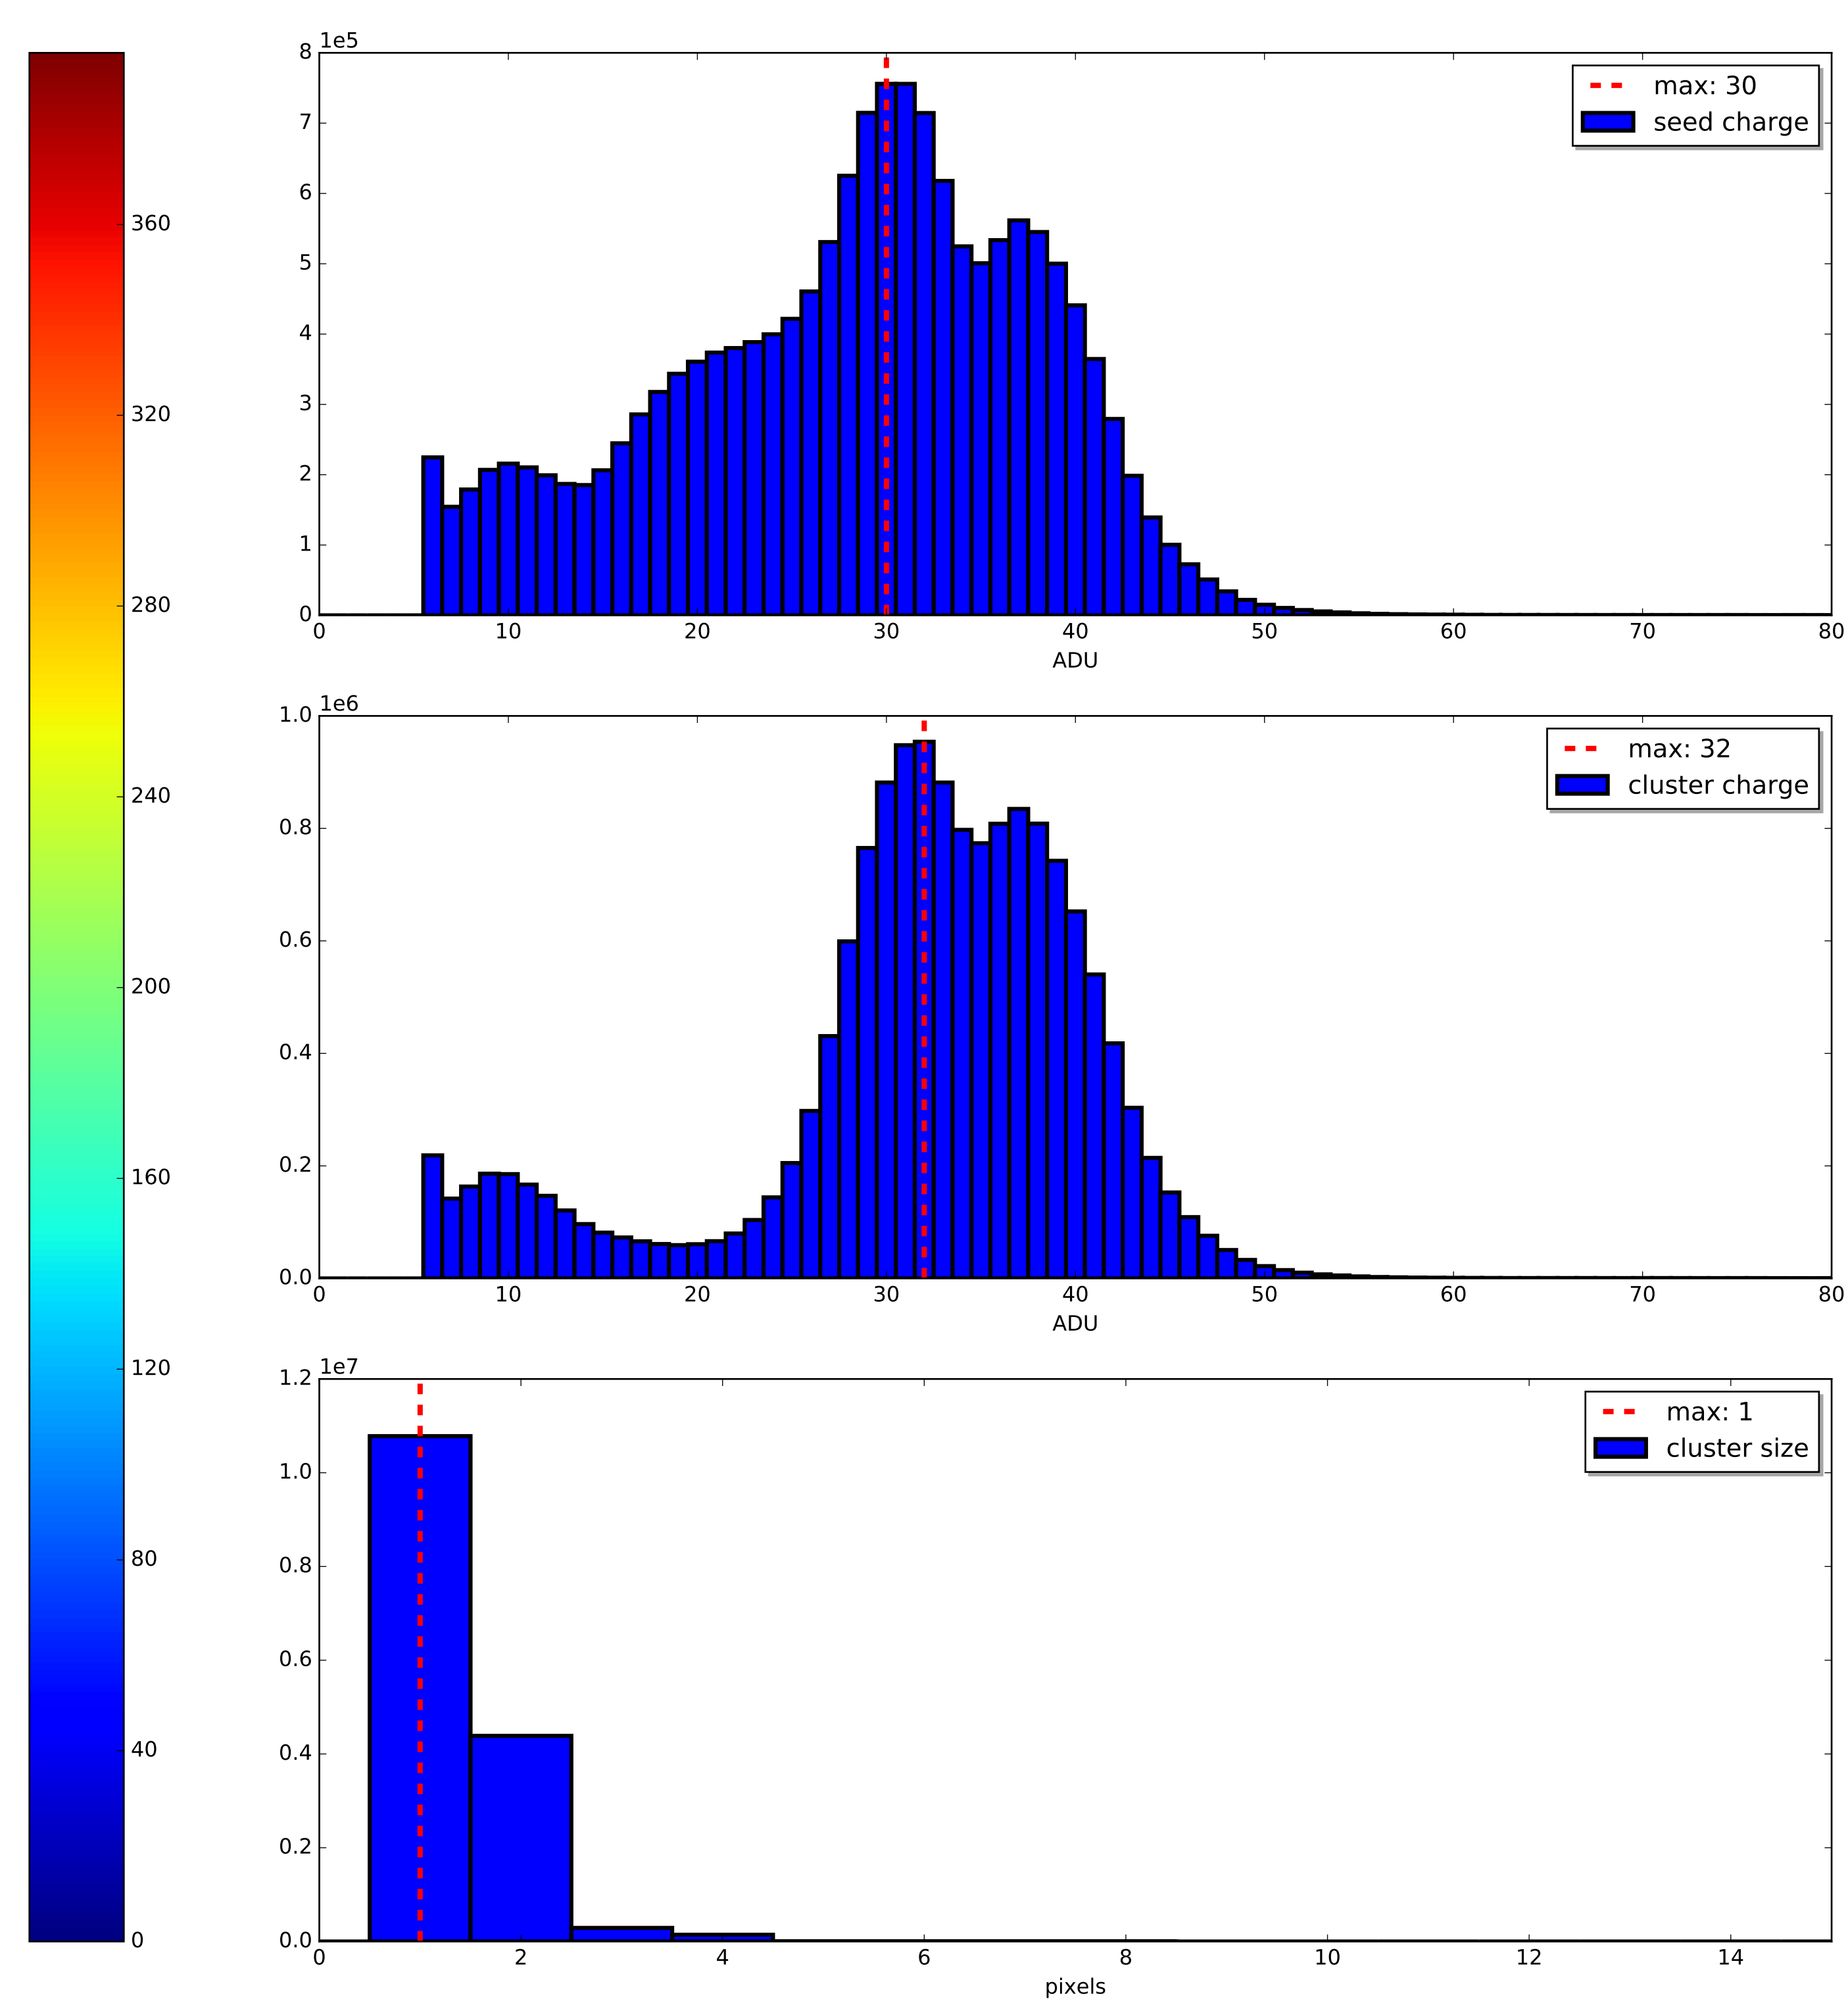 360
320
280
240
200
160
120
80
40
0
1e5
8
7
6
5
4
3
2
1
0
max: 30
seed charge
0 10 20 30 40 50 60 70 80
ADU
1e6
1.0
0.8
0.6
0.4
0.2
0.0
max: 32
cluster charge
0 10 20 30 40 50 60 70 80
ADU
1e7
1.2
1.0
0.8
0.6
0.4
0.2
0.0
max: 1
cluster size
0 2 4 6 8 10 12 14
pixels